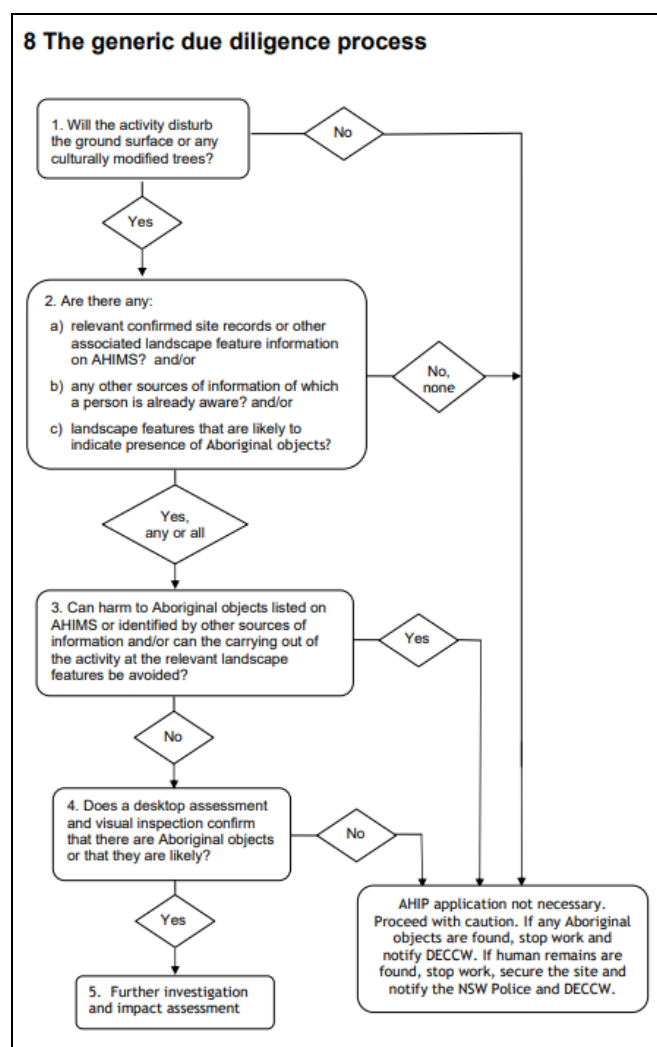 8 The generic due diligence process
1. Will the activity disturb
the ground surface or any
culturally modified trees?
No
Yes
2. Are there any:
a) relevant confirmed site records or other
associated landscape feature information
on AHIMS? and/or
b) any other sources of information of which
a person is already aware? and/or
c) landscape features that are likely to
indicate presence of Aboriginal objects?
No,
none
Yes,
any or all
3. Can harm to Aboriginal objects listed on
AHIMS or identified by other sources of
information and/or can the carrying out of
the activity at the relevant landscape
features be avoided?
Yes
No
4. Does a desktop assessment
and visual inspection confirm
that there are Aboriginal objects
or that they are likely?
No
Yes
AHIP application not necessary.
Proceed with caution. If any Aboriginal
objects are found, stop work and
notify DECCW. If human remains are
found, stop work, secure the site and
notify the NSW Police and DECCW.
5. Further investigation
and impact assessment